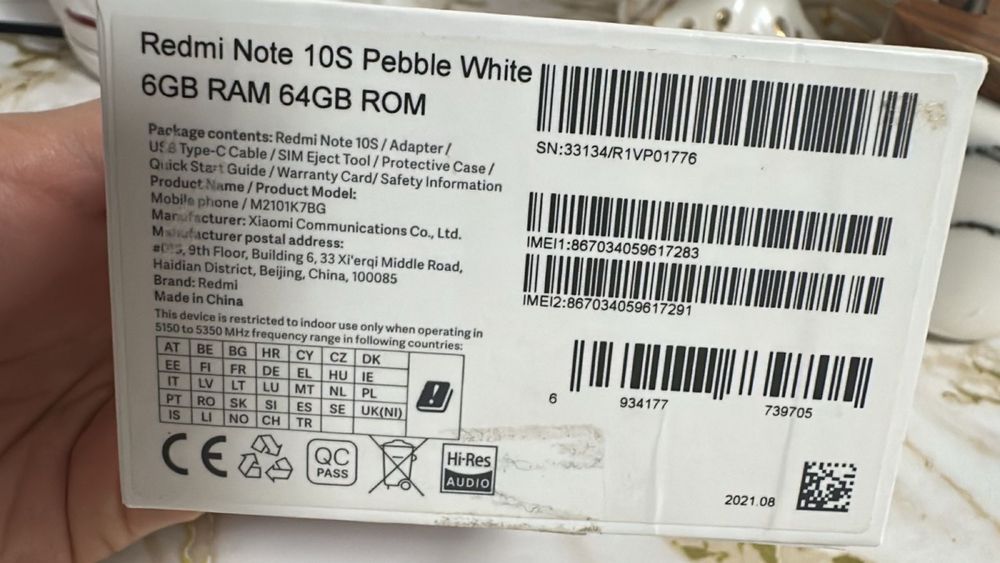 Redmi Note 10S Pebble White
6GB RAM 64GB ROM
Package contents: Redmi Note 10S / Adapter /
USB Type-C Cable / SIM Eject Tool / Protective Case /
Quick Start Guide / Warranty Card/ Safety Information
Product Name / Product Model:
Mobile phone / M2101K7BG
Manufacturer: Xiaomi Communications Co., Ltd.
Manufacturer postal address:
9th Floor, Building 6, 33 Xi'erqi Middle Road,
Haidian District, Beijing, China, 100085
Brand: Redmi
Made in China
This device is restricted to indoor use only when operating in
5150 to 5350 MHz frequency range in following countries:
AT BE BG HR CY CZ DK
EE FI FR DE EL HU IE
IT LV LT LU MT NL PL
PT RO SK SI ES SE UK(NI)
IS LI NO CH TR
CE
QC
PASS
Hi-Res
AUDIO
SN:33134/R1VP01776
IMEI1:867034059617283
IMEI2:867034059617291
6 934177 739705
2021.08